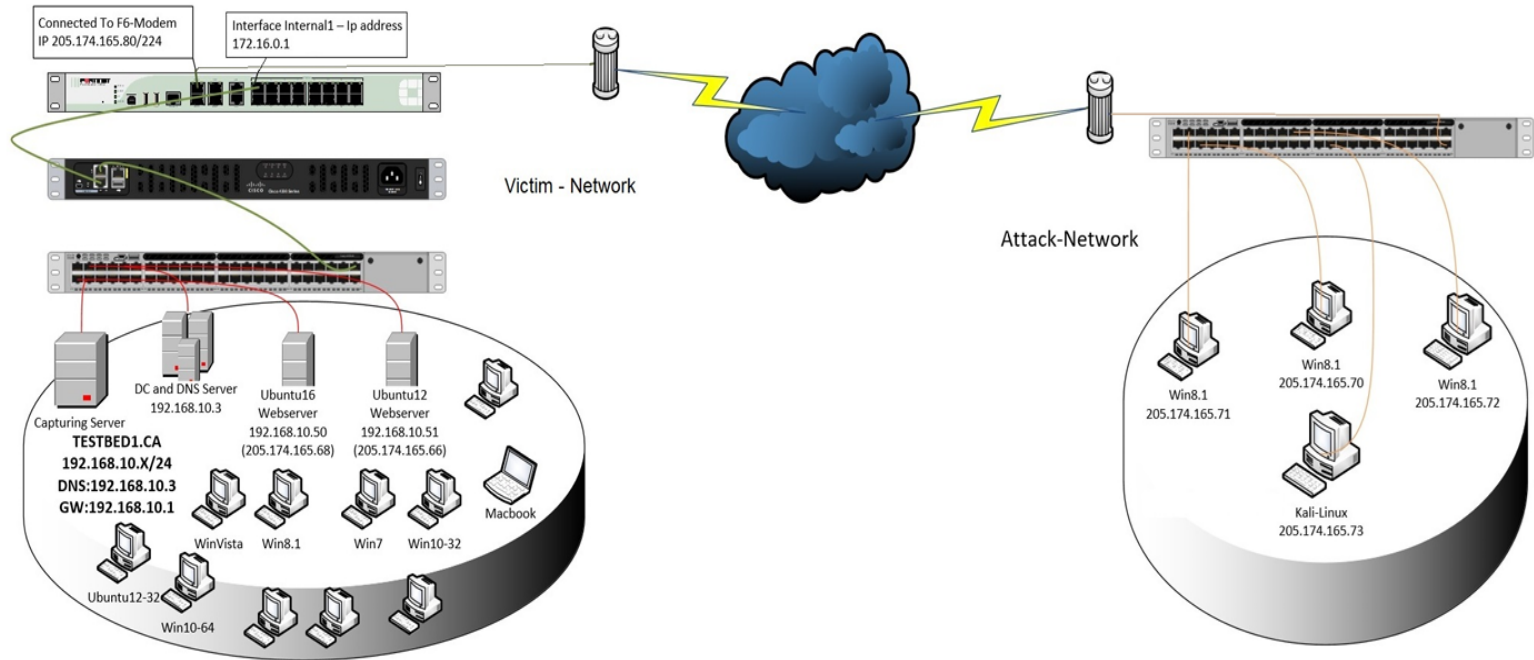 Connected To F6-Modem
IP 205.174.165.80/224
Interface Internal1 – Ip address
172.16.0.1
CISCO
Victim - Network
Attack-Network
Capturing Server
DC and DNS Server
192.168.10.3
Ubuntu16
Webserver
192.168.10.50
(205.174.165.68)
Ubuntu12
Webserver
192.168.10.51
(205.174.165.66)
TESTBED1.CA
192.168.10.X/24
DNS:192.168.10.3
GW:192.168.10.1
WinVista
Win8.1
Win7
Win10-32
Macbook
Ubuntu12-32
Win10-64
Win8.1
205.174.165.71
Win8.1
205.174.165.70
Win8.1
205.174.165.72
Kali-Linux
205.174.165.73